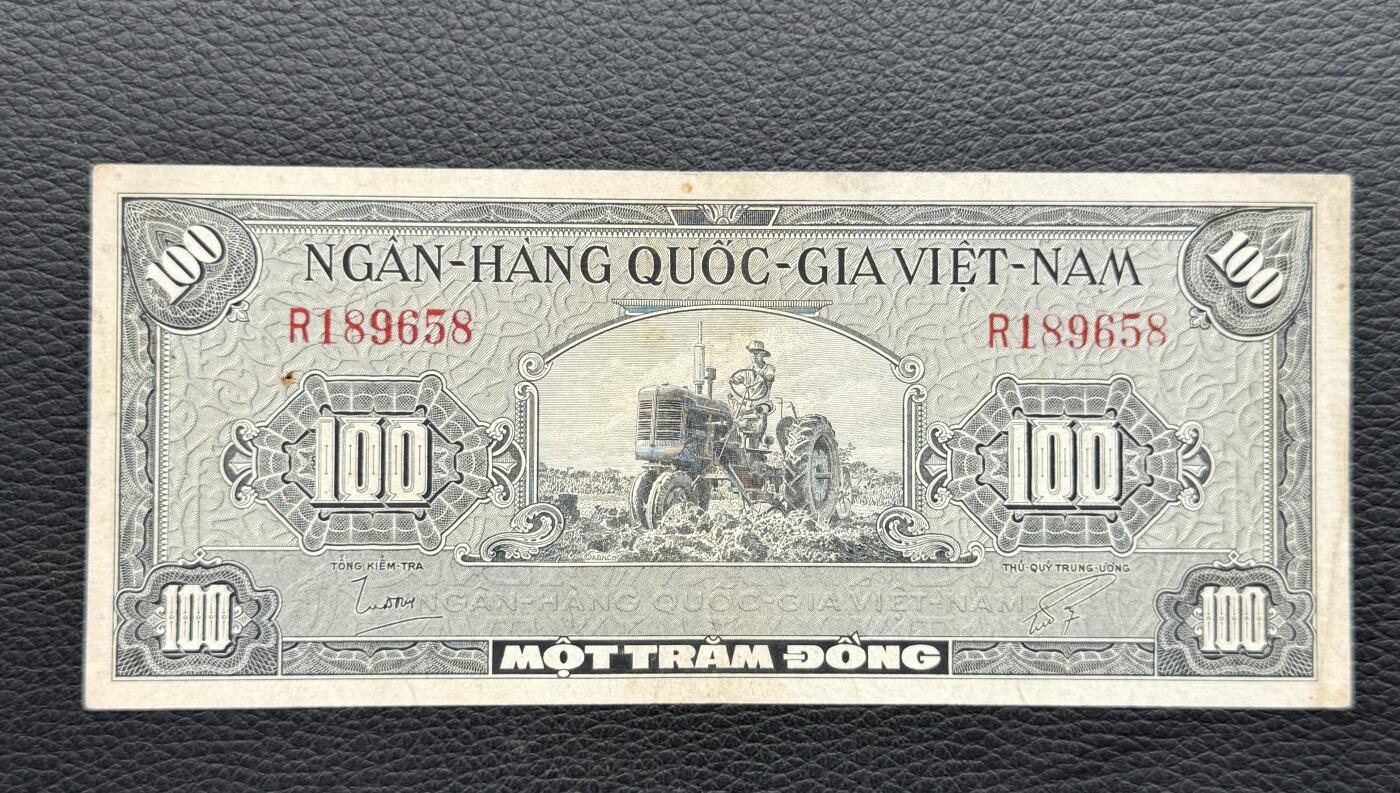 100 100
NGÂN-HÀNG QUỐC-GIA VIỆT-NAM
R189658 R189658
100 100
TỔNG KIỂM-TRA THỦ-QUỸ TRUNG-ƯƠNG
NGÂN-HÀNG QUỐC-GIA VIỆT-NAM
100 100
MỘT TRĂM ĐỒNG